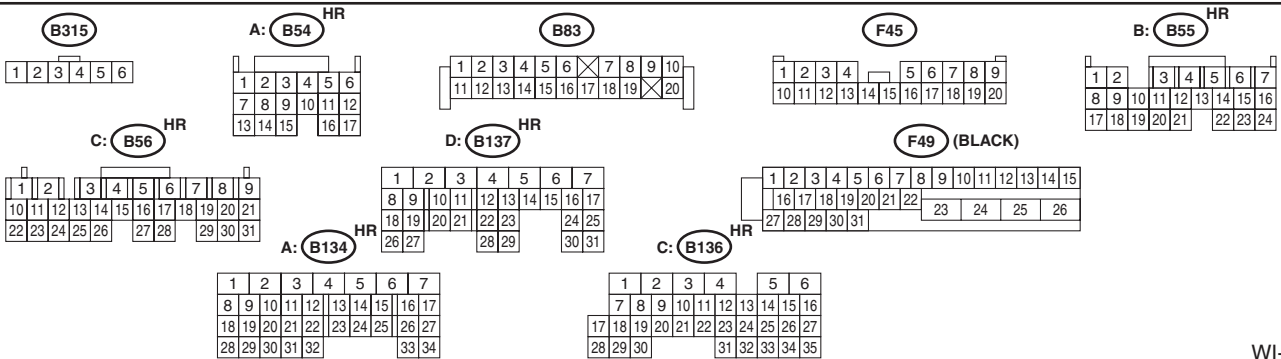 B315
1 2 3 4 5 6
A: B54 HR
1 2 3 4 5 6
7 8 9 10 11 12
13 14 15 16 17
B83
1 2 3 4 5 6 7 8 9 10
11 12 13 14 15 16 17 18 19 20
F45
1 2 3 4 5 6 7 8 9
10 11 12 13 14 15 16 17 18 19 20
B: B55 HR
1 2 3 4 5 6 7
8 9 10 11 12 13 14 15 16
17 18 19 20 21 22 23 24
C: B56 HR
1 2 3 4 5 6 7 8 9
10 11 12 13 14 15 16 17 18 19 20 21
22 23 24 25 26 27 28 29 30 31
D: B137 HR
1 2 3 4 5 6 7
8 9 10 11 12 13 14 15 16 17
18 19 20 21 22 23 24 25
26 27 28 29 30 31
F49 (BLACK)
1 2 3 4 5 6 7 8 9 10 11 12 13 14 15
16 17 18 19 20 21 22 23 24 25 26
27 28 29 30 31
A: B134 HR
1 2 3 4 5 6 7
8 9 10 11 12 13 14 15 16 17
18 19 20 21 22 23 24 25 26 27
28 29 30 31 32 33 34
C: B136 HR
1 2 3 4 5 6
7 8 9 10 11 12 13 14 15 16
17 18 19 20 21 22 23 24 25 26 27
28 29 30 31 32 33 34 35
WI-